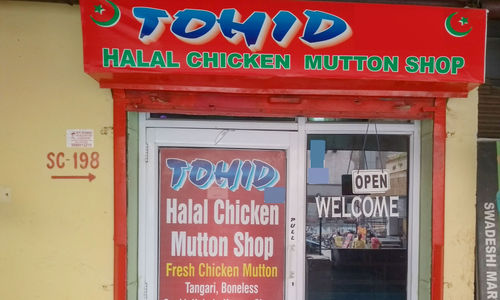 TOHID
HALAL CHICKEN MUTTON SHOP
SC-198
TOHID
Halal Chicken
Mutton Shop
Fresh Chicken Mutton
Tangari, Boneless
PULL
OPEN
WELCOME
SWADESHI MAR